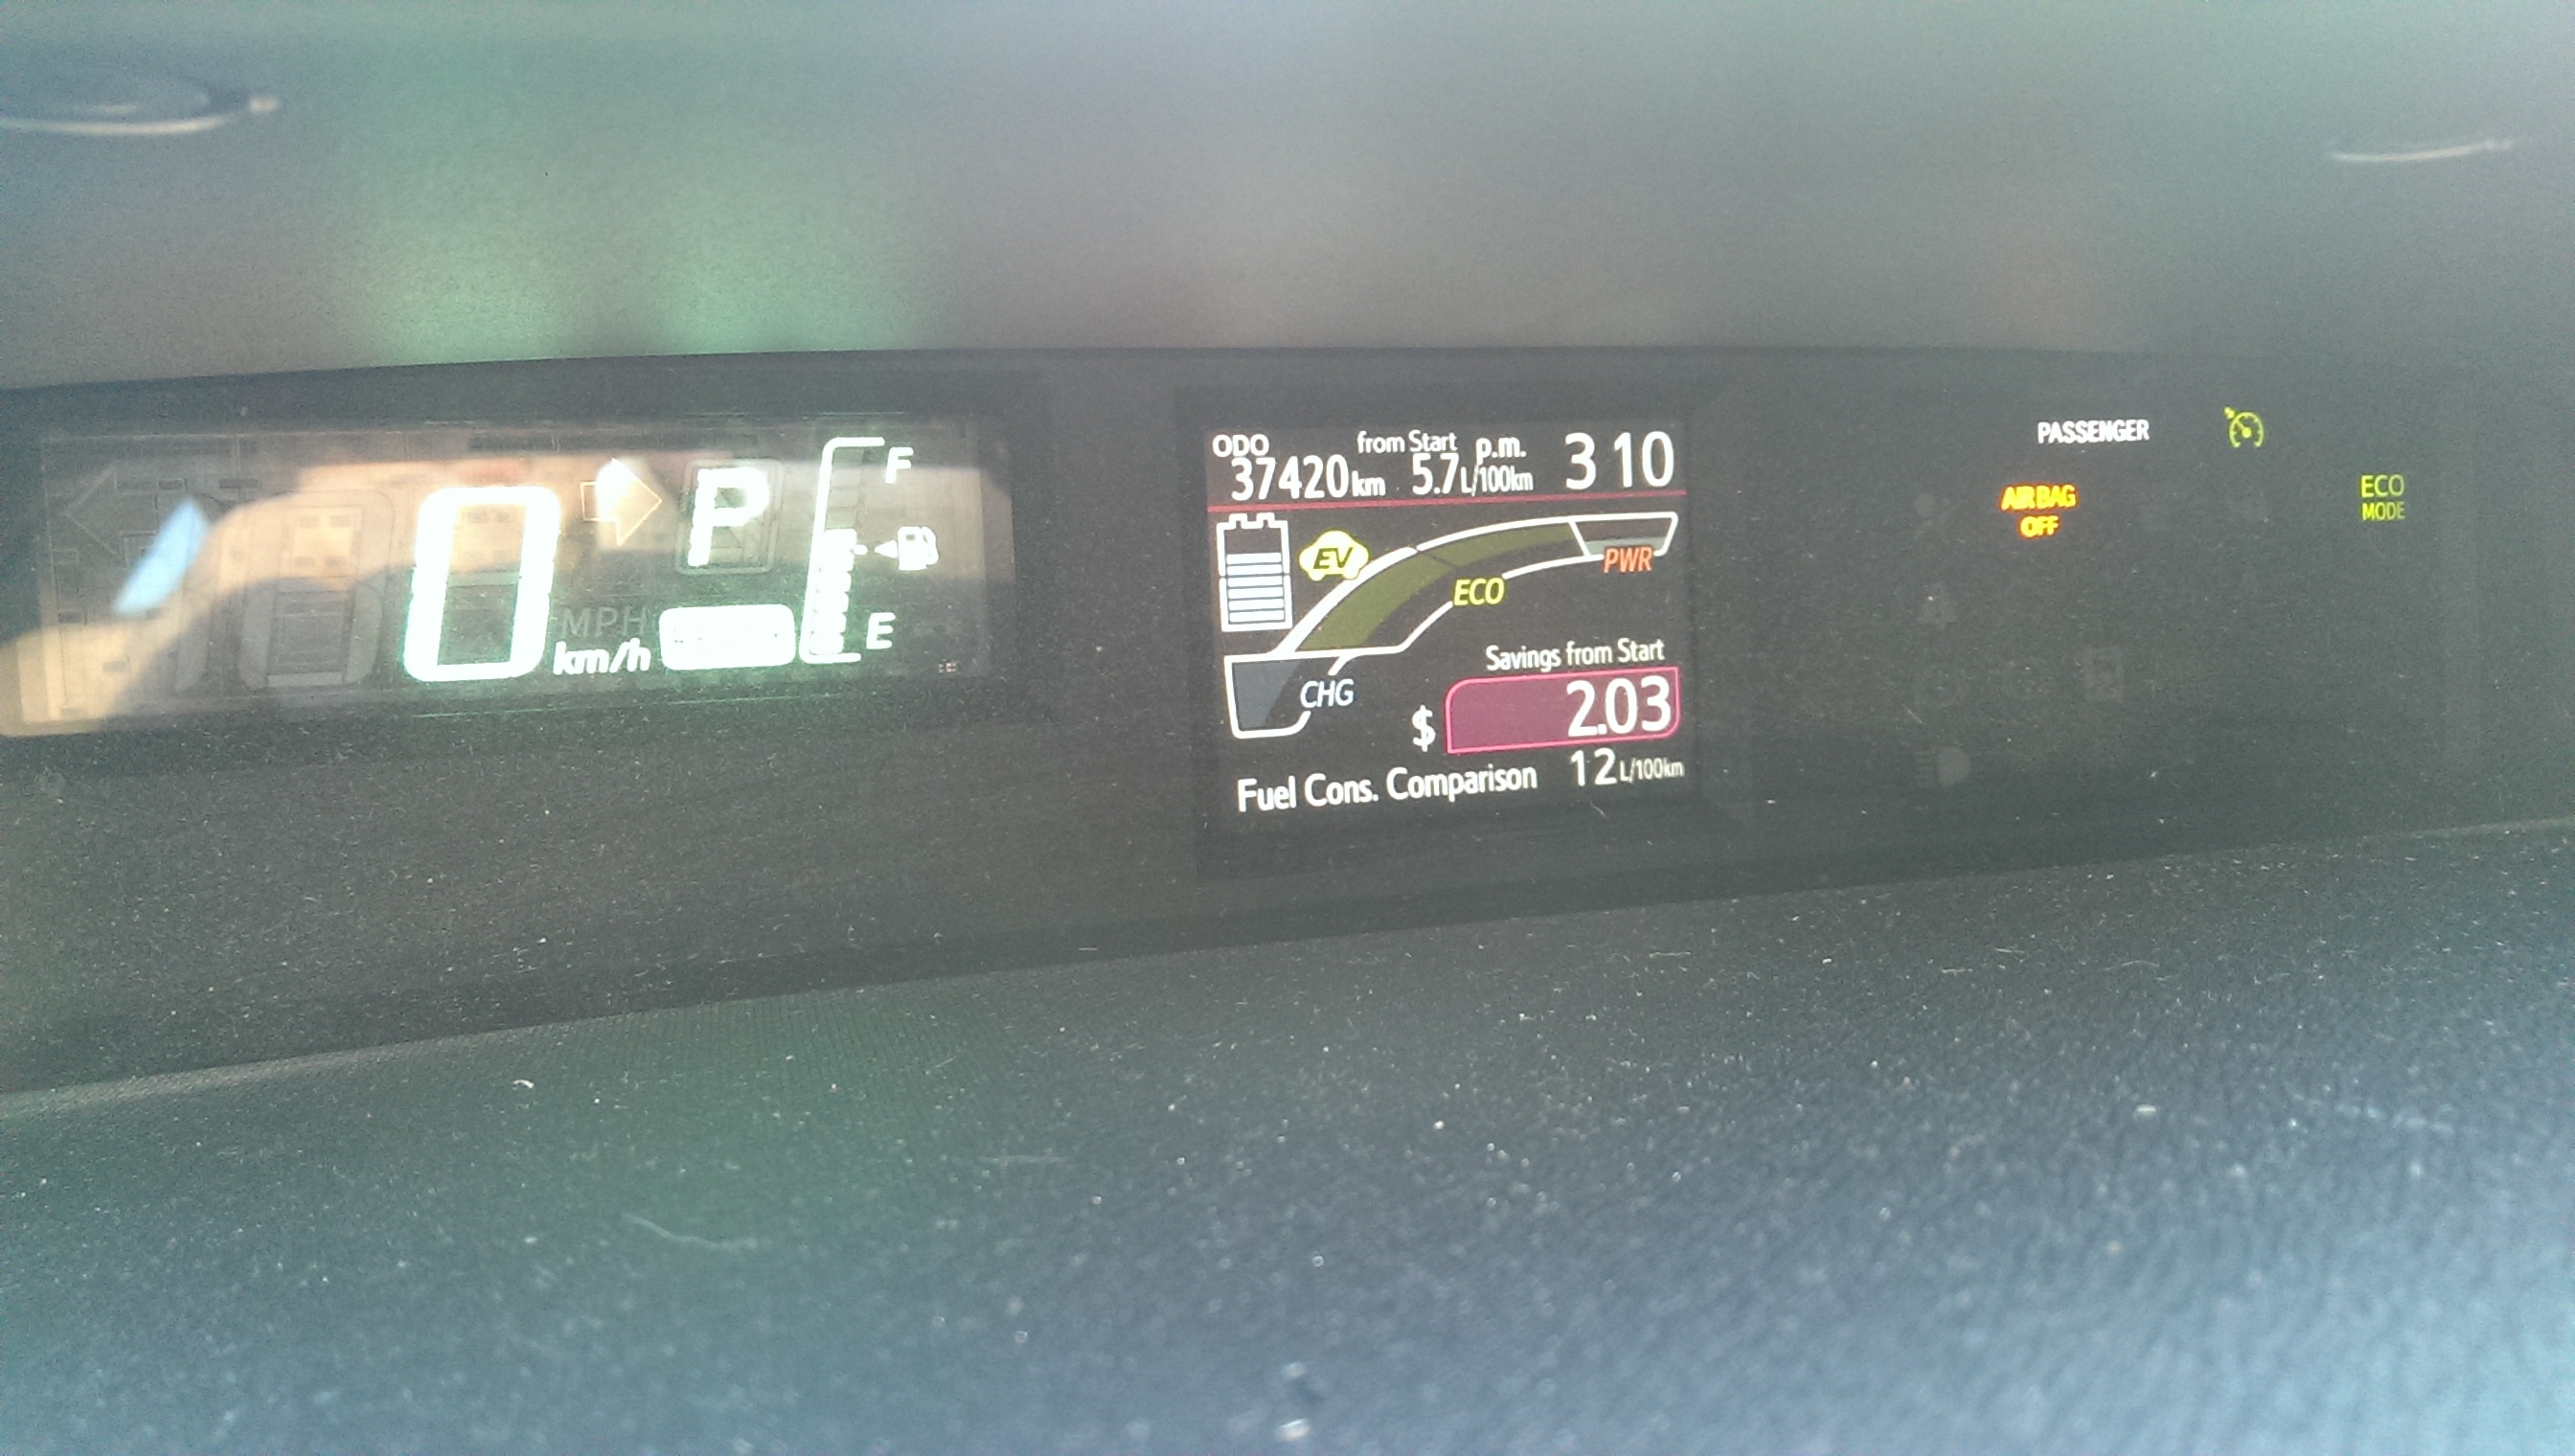 0
MPH
km/h
P
F
E
ODO
37420km
from Start
5.7L/100km
p.m.
3 10
EV
ECO
PWR
CHG
Savings from Start
$ 2.03
Fuel Cons. Comparison 12L/100km
PASSENGER
AIR BAG
OFF
ECO
MODE